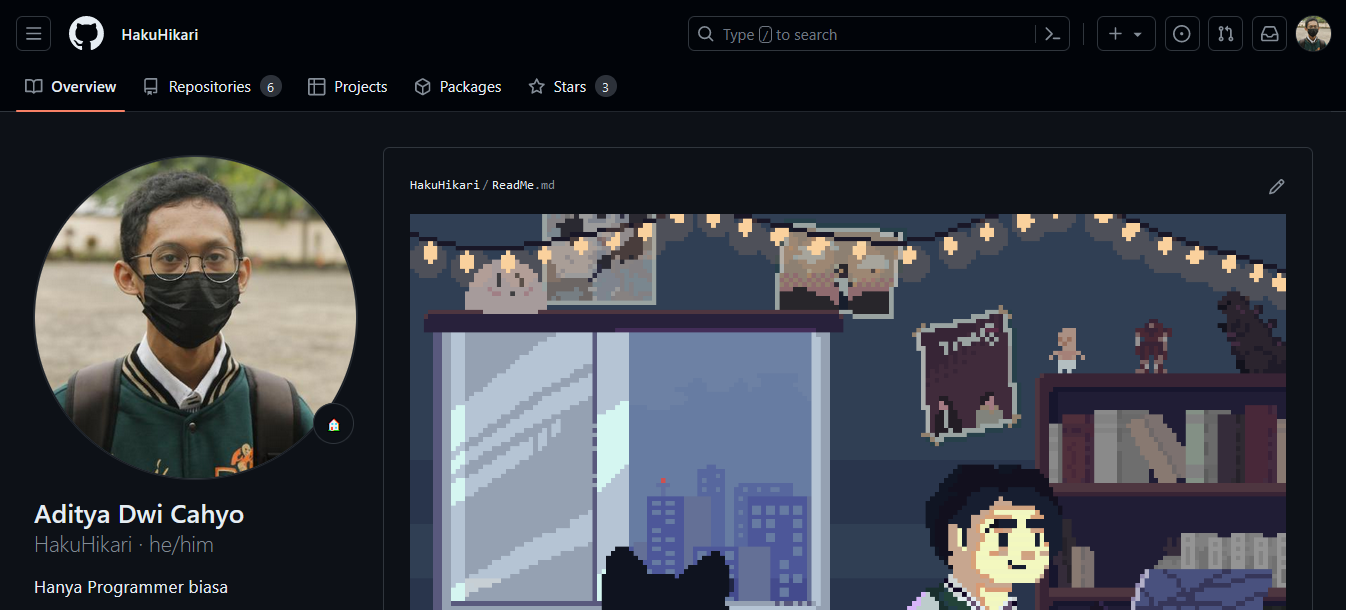 HakuHikari
Type / to search
Overview
Repositories 6
Projects
Packages
Stars 3
HakuHikari / ReadMe.md
Aditya Dwi Cahyo
HakuHikari · he/him
Hanya Programmer biasa